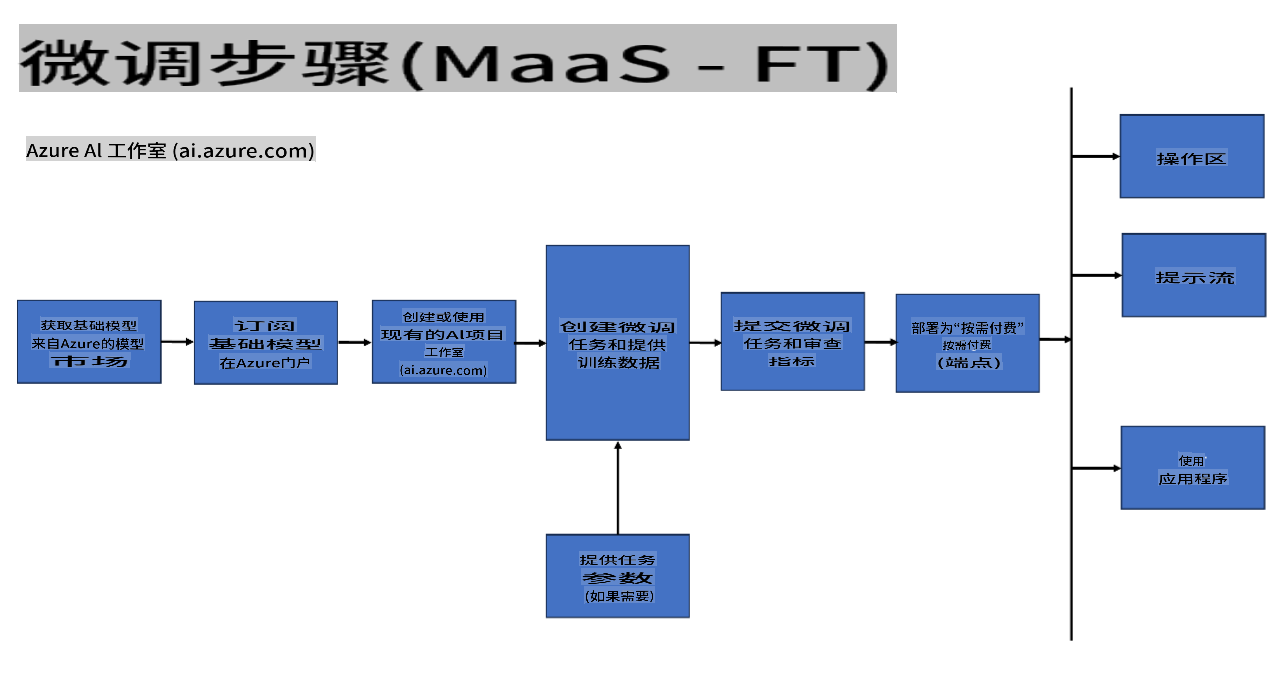 微调步骤(MaaS - FT)
Azure AI 工作室 (ai.azure.com)
获取基础模型
来自Azure的模型
市场
订阅
基础模型
在Azure门户
创建或使用
现有的AI项目
工作室
(ai.azure.com)
创建微调
任务和提供
训练数据
提供任务
参数
(如果需要)
提交微调
任务和审查
指标
部署为“按需付费”
按需付费
(端点)
操作区
提示流
使用
应用程序